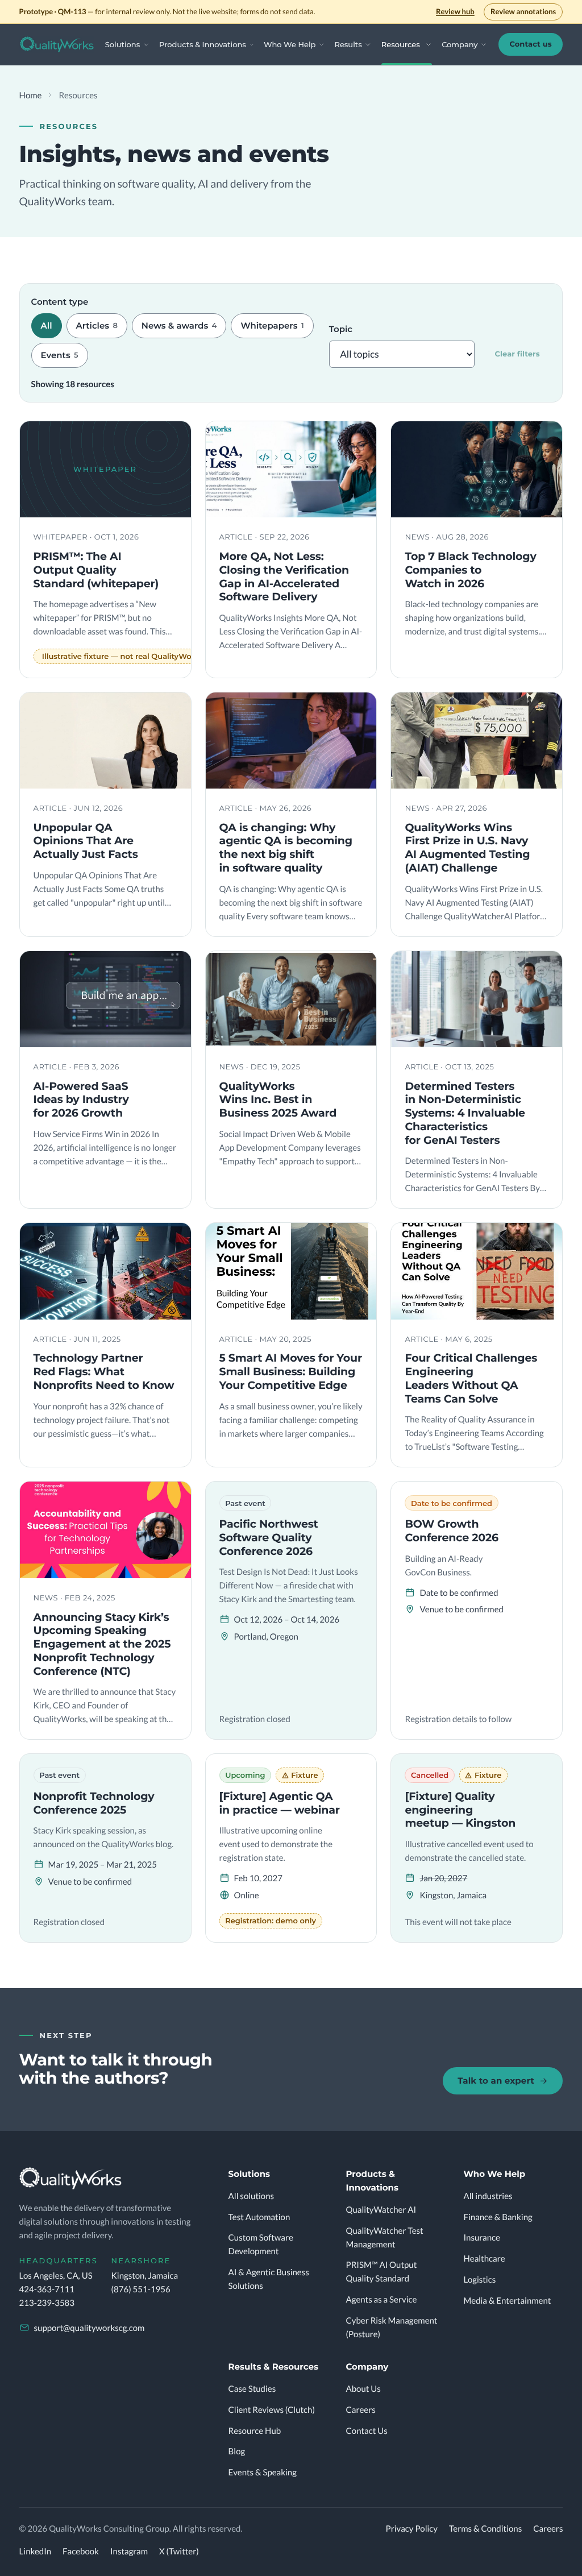 Prototype · QM-113 — for internal review only. Not the live website; forms do not send data.
Review hub
Review annotations
QualityWorks
Solutions
Products & Innovations
Who We Help
Results
Resources
Company
Contact us
Home
Resources
RESOURCES
Insights, news and events
Practical thinking on software quality, AI and delivery from the
QualityWorks team.
Content type
All
Articles 8
News & awards 4
Whitepapers 1
Events 5
Topic
All topics
Clear filters
Showing 18 resources
WHITEPAPER
WHITEPAPER · OCT 1, 2026
PRISM™: The AI
Output Quality
Standard (whitepaper)
The homepage advertises a “New
whitepaper” for PRISM™, but no
downloadable asset was found. This…
Illustrative fixture — not real QualityWo
ARTICLE · SEP 22, 2026
More QA, Not Less:
Closing the Verification
Gap in AI-Accelerated
Software Delivery
QualityWorks Insights More QA, Not
Less Closing the Verification Gap in AI-
Accelerated Software Delivery A…
NEWS · AUG 28, 2026
Top 7 Black Technology
Companies to
Watch in 2026
Black-led technology companies are
shaping how organizations build,
modernize, and trust digital systems.…
$75,000
ARTICLE · JUN 12, 2026
Unpopular QA
Opinions That Are
Actually Just Facts
Unpopular QA Opinions That Are
Actually Just Facts Some QA truths
get called "unpopular" right up until…
ARTICLE · MAY 26, 2026
QA is changing: Why
agentic QA is becoming
the next big shift
in software quality
QA is changing: Why agentic QA is
becoming the next big shift in software
quality Every software team knows…
NEWS · APR 27, 2026
QualityWorks Wins
First Prize in U.S. Navy
AI Augmented Testing
(AIAT) Challenge
QualityWorks Wins First Prize in U.S.
Navy AI Augmented Testing (AIAT)
Challenge QualityWatcherAI Platfor…
Build me an app...
Best in
Business
2025
ARTICLE · FEB 3, 2026
AI-Powered SaaS
Ideas by Industry
for 2026 Growth
How Service Firms Win in 2026 In
2026, artificial intelligence is no longer
a competitive advantage — it is the…
NEWS · DEC 19, 2025
QualityWorks
Wins Inc. Best in
Business 2025 Award
Social Impact Driven Web & Mobile
App Development Company leverages
"Empathy Tech" approach to support…
ARTICLE · OCT 13, 2025
Determined Testers
in Non-Deterministic
Systems: 4 Invaluable
Characteristics
for GenAI Testers
Determined Testers in Non-
Deterministic Systems: 4 Invaluable
Characteristics for GenAI Testers By…
SUCCESS
INNOVATION
5 Smart AI
Moves for
Your Small
Business:
Building Your
Competitive Edge
Four Critical
Challenges
Engineering
Leaders
Without QA
Can Solve
How AI-Powered Testing
Can Transform Quality By
Year-End
NEED FOOD
NEED
TESTING
ARTICLE · JUN 11, 2025
Technology Partner
Red Flags: What
Nonprofits Need to Know
Your nonprofit has a 32% chance of
technology project failure. That’s not
our pessimistic guess—it’s what…
ARTICLE · MAY 20, 2025
5 Smart AI Moves for Your
Small Business: Building
Your Competitive Edge
As a small business owner, you’re likely
facing a familiar challenge: competing
in markets where larger companies…
ARTICLE · MAY 6, 2025
Four Critical Challenges
Engineering
Leaders Without QA
Teams Can Solve
The Reality of Quality Assurance in
Today’s Engineering Teams According
to TrueList’s "Software Testing…
2025 nonprofit
technology
conference
Accountability and
Success: Practical Tips
for Technology
Partnerships
NEWS · FEB 24, 2025
Announcing Stacy Kirk’s
Upcoming Speaking
Engagement at the 2025
Nonprofit Technology
Conference (NTC)
We are thrilled to announce that Stacy
Kirk, CEO and Founder of
QualityWorks, will be speaking at th…
Past event
Pacific Northwest
Software Quality
Conference 2026
Test Design Is Not Dead: It Just Looks
Different Now — a fireside chat with
Stacy Kirk and the Smartesting team.
Oct 12, 2026 – Oct 14, 2026
Portland, Oregon
Registration closed
Date to be confirmed
BOW Growth
Conference 2026
Building an AI-Ready
GovCon Business.
Date to be confirmed
Venue to be confirmed
Registration details to follow
Past event
Nonprofit Technology
Conference 2025
Stacy Kirk speaking session, as
announced on the QualityWorks blog.
Mar 19, 2025 – Mar 21, 2025
Venue to be confirmed
Registration closed
Upcoming
Fixture
[Fixture] Agentic QA
in practice — webinar
Illustrative upcoming online
event used to demonstrate the
registration state.
Feb 10, 2027
Online
Registration: demo only
Cancelled
Fixture
[Fixture] Quality
engineering
meetup — Kingston
Illustrative cancelled event used to
demonstrate the cancelled state.
Jan 20, 2027
Kingston, Jamaica
This event will not take place
NEXT STEP
Want to talk it through
with the authors?
Talk to an expert
QualityWorks
We enable the delivery of transformative
digital solutions through innovations in testing
and agile project delivery.
HEADQUARTERS
Los Angeles, CA, US
424-363-7111
213-239-3583
NEARSHORE
Kingston, Jamaica
(876) 551-1956
support@qualityworkscg.com
Solutions
All solutions
Test Automation
Custom Software
Development
AI & Agentic Business
Solutions
Products &
Innovations
QualityWatcher AI
QualityWatcher Test
Management
PRISM™ AI Output
Quality Standard
Agents as a Service
Cyber Risk Management
(Posture)
Who We Help
All industries
Finance & Banking
Insurance
Healthcare
Logistics
Media & Entertainment
Results & Resources
Case Studies
Client Reviews (Clutch)
Resource Hub
Blog
Events & Speaking
Company
About Us
Careers
Contact Us
© 2026 QualityWorks Consulting Group. All rights reserved.
Privacy Policy
Terms & Conditions
Careers
LinkedIn
Facebook
Instagram
X (Twitter)